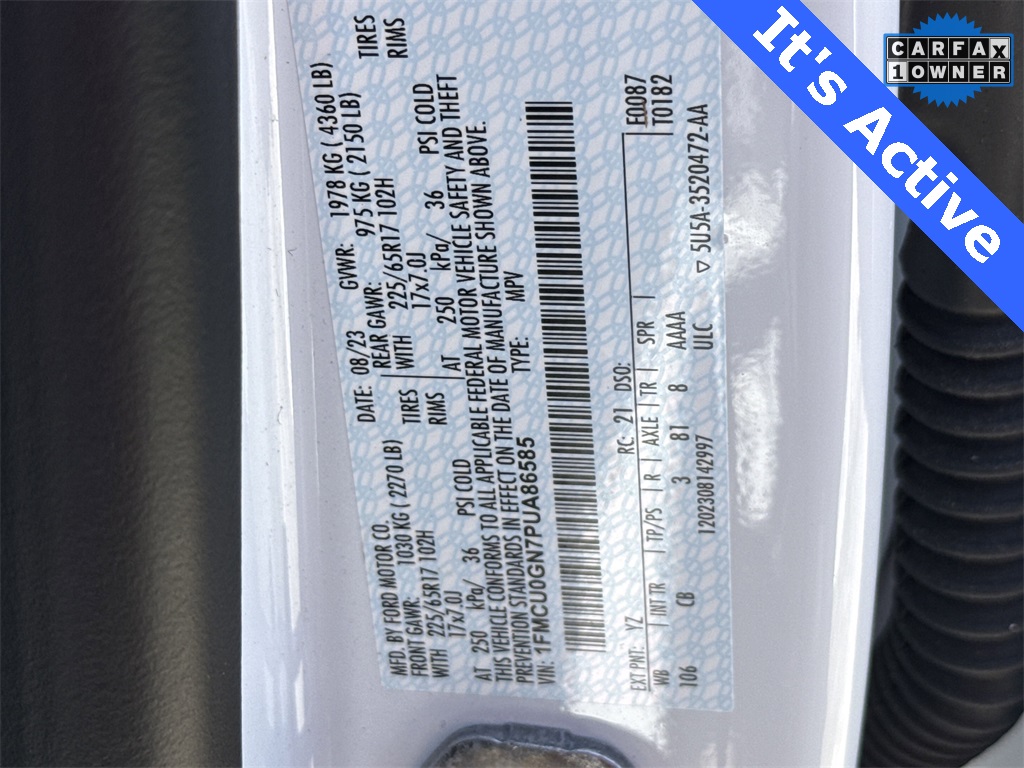 It's Active
CARFAX
1 OWNER
MFD. BY FORD MOTOR CO. DATE: 08/23 GVWR: 1978 KG ( 4360 LB)
FRONT GAWR: 1030 KG ( 2270 LB) REAR GAWR: 975 KG ( 2150 LB)
WITH 225/65R17 102H TIRES WITH 225/65R17 102H TIRES
17x7.0J RIMS 17x7.0J RIMS
AT 250 kPa/ 36 PSI COLD AT 250 kPa/ 36 PSI COLD
THIS VEHICLE CONFORMS TO ALL APPLICABLE FEDERAL MOTOR VEHICLE SAFETY AND THEFT
PREVENTION STANDARDS IN EFFECT ON THE DATE OF MANUFACTURE SHOWN ABOVE.
VIN: 1FMCU0GN7PUA86585 TYPE: MPV
EXT PNT: YZ RC: 21 DSO: E0087
WB INT TR TP/PS R AXLE TR SPR T0182
106 CB 3 81 8 AAAA
1202308142997 ULC ▽ 5U5A-3520472-AA